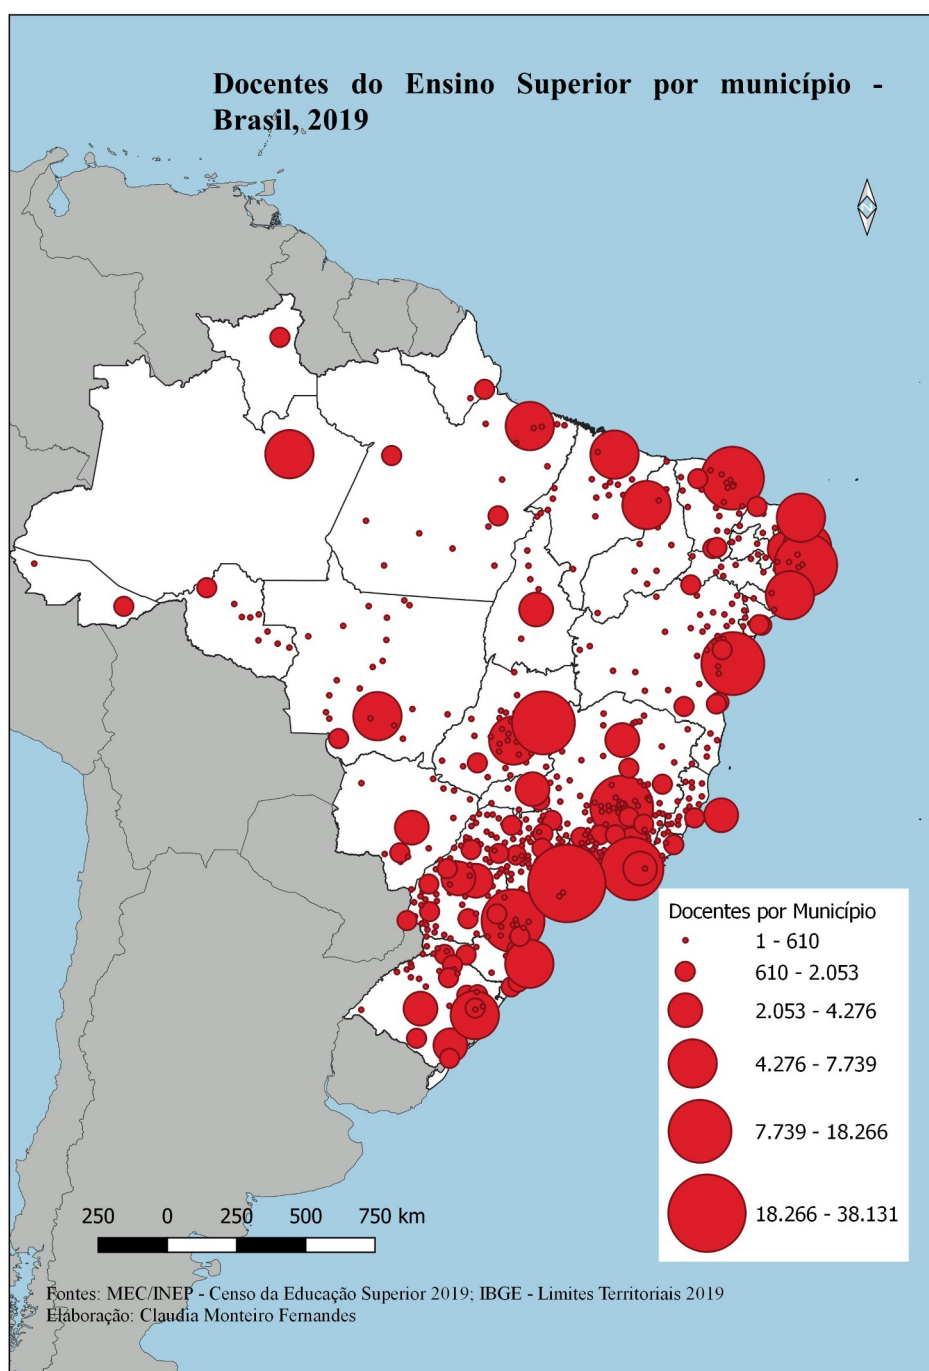 Docentes do Ensino Superior por município -
Brasil, 2019
N
Docentes por Município
1 - 610
610 - 2.053
2.053 - 4.276
4.276 - 7.739
7.739 - 18.266
18.266 - 38.131
250 0 250 500 750 km
Fontes: MEC/INEP - Censo da Educação Superior 2019; IBGE - Limites Territoriais 2019
Elaboração: Claudia Monteiro Fernandes